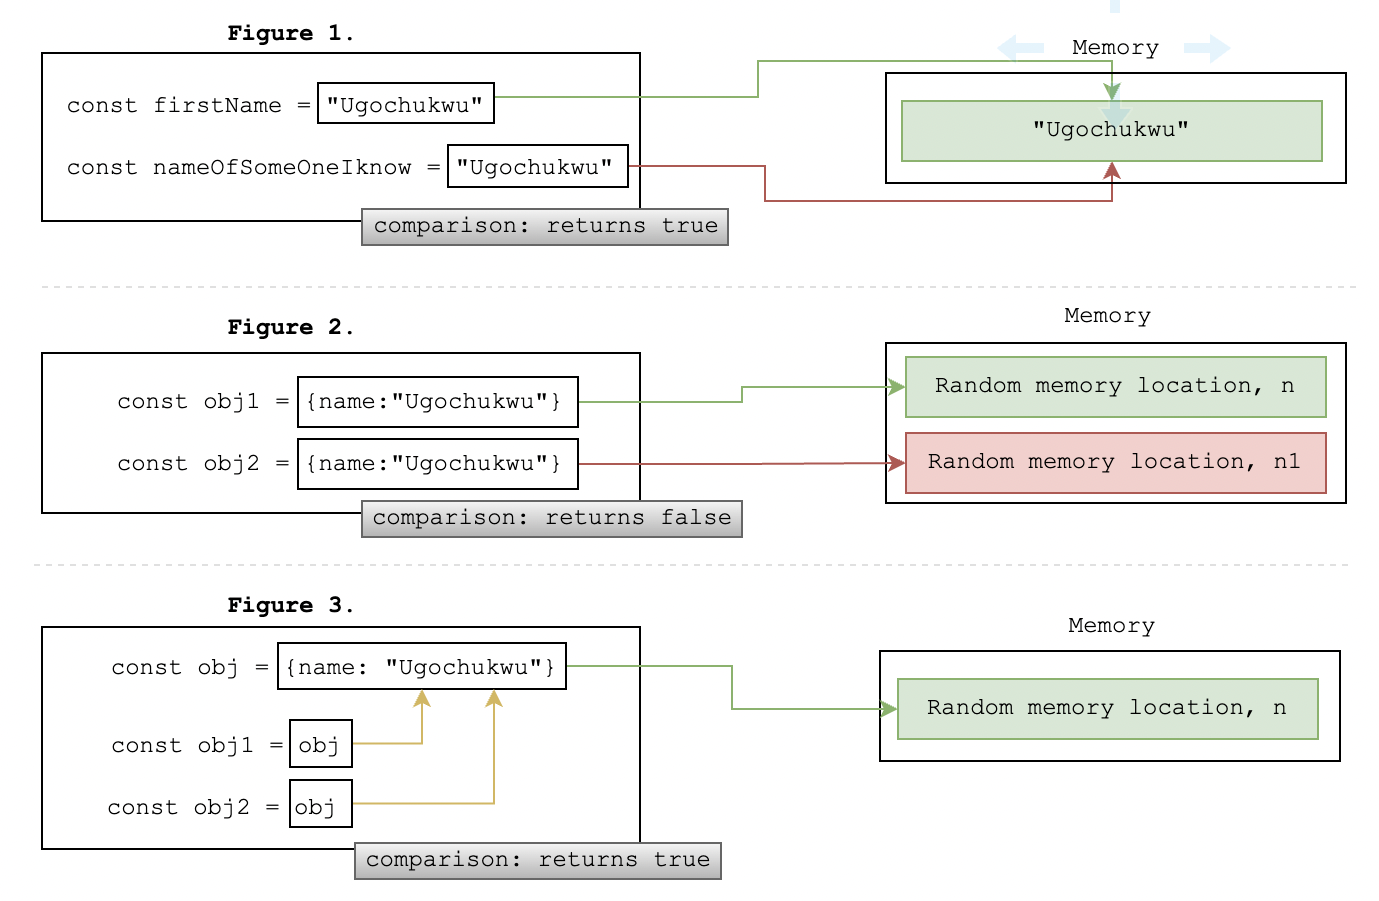 Figure 1.
Memory
const firstName = "Ugochukwu"
"Ugochukwu"
const nameOfSomeOneIknow = "Ugochukwu"
comparison: returns true
Figure 2.
Memory
const obj1 = {name:"Ugochukwu"}
Random memory location, n
const obj2 = {name:"Ugochukwu"}
Random memory location, n1
comparison: returns false
Figure 3.
Memory
const obj = {name: "Ugochukwu"}
Random memory location, n
const obj1 = obj
const obj2 = obj
comparison: returns true